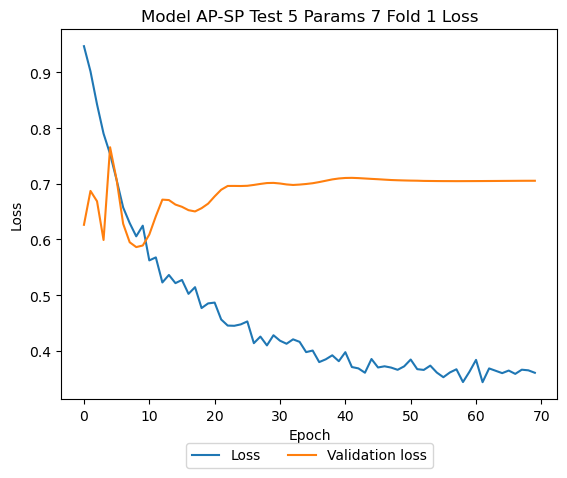 Model AP-SP Test 5 Params 7 Fold 1 Loss
Loss
0.9
0.8
0.7
0.6
0.5
0.4
0 10 20 30 40 50 60 70
Epoch
Loss Validation loss